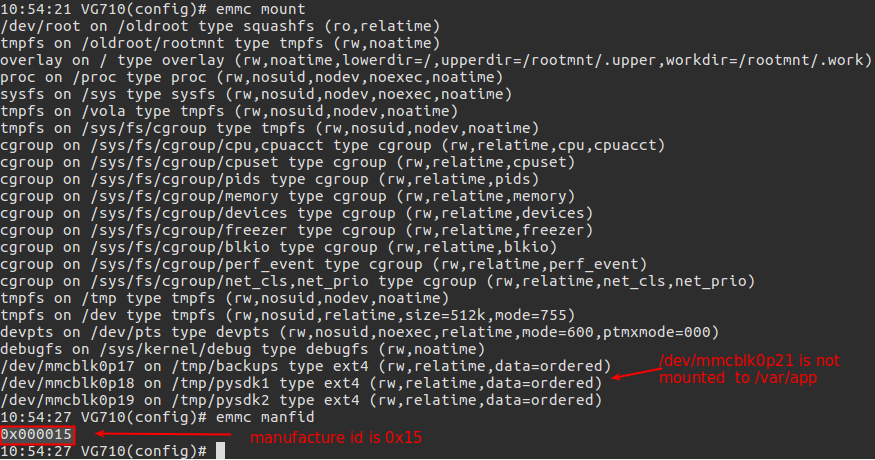 10:54:21 VG710(config)# emmc mount
/dev/root on /oldroot type squashfs (ro,relatime)
tmpfs on /oldroot/rootmnt type tmpfs (rw,noatime)
overlay on / type overlay (rw,noatime,lowerdir=/,upperdir=/rootmnt/.upper,workdir=/rootmnt/.work)
proc on /proc type proc (rw,nosuid,nodev,noexec,noatime)
sysfs on /sys type sysfs (rw,nosuid,nodev,noexec,noatime)
tmpfs on /vola type tmpfs (rw,nosuid,nodev,noatime)
tmpfs on /sys/fs/cgroup type tmpfs (rw,nosuid,nodev,noatime)
cgroup on /sys/fs/cgroup/cpu,cpuacct type cgroup (rw,relatime,cpu,cpuacct)
cgroup on /sys/fs/cgroup/cpuset type cgroup (rw,relatime,cpuset)
cgroup on /sys/fs/cgroup/pids type cgroup (rw,relatime,pids)
cgroup on /sys/fs/cgroup/memory type cgroup (rw,relatime,memory)
cgroup on /sys/fs/cgroup/devices type cgroup (rw,relatime,devices)
cgroup on /sys/fs/cgroup/freezer type cgroup (rw,relatime,freezer)
cgroup on /sys/fs/cgroup/blkio type cgroup (rw,relatime,blkio)
cgroup on /sys/fs/cgroup/perf_event type cgroup (rw,relatime,perf_event)
cgroup on /sys/fs/cgroup/net_cls,net_prio type cgroup (rw,relatime,net_cls,net_prio)
tmpfs on /tmp type tmpfs (rw,nosuid,nodev,noatime)
tmpfs on /dev type tmpfs (rw,nosuid,relatime,size=512k,mode=755)
devpts on /dev/pts type devpts (rw,nosuid,noexec,relatime,mode=600,ptmxmode=000)
debugfs on /sys/kernel/debug type debugfs (rw,noatime)
/dev/mmcblk0p17 on /tmp/backups type ext4 (rw,relatime,data=ordered)
/dev/mmcblk0p18 on /tmp/pysdk1 type ext4 (rw,relatime,data=ordered)
/dev/mmcblk0p19 on /tmp/pysdk2 type ext4 (rw,relatime,data=ordered)
/dev/mmcblk0p21 is not
mounted to /var/app
10:54:27 VG710(config)# emmc manfid
0x000015
manufacture id is 0x15
10:54:27 VG710(config)#